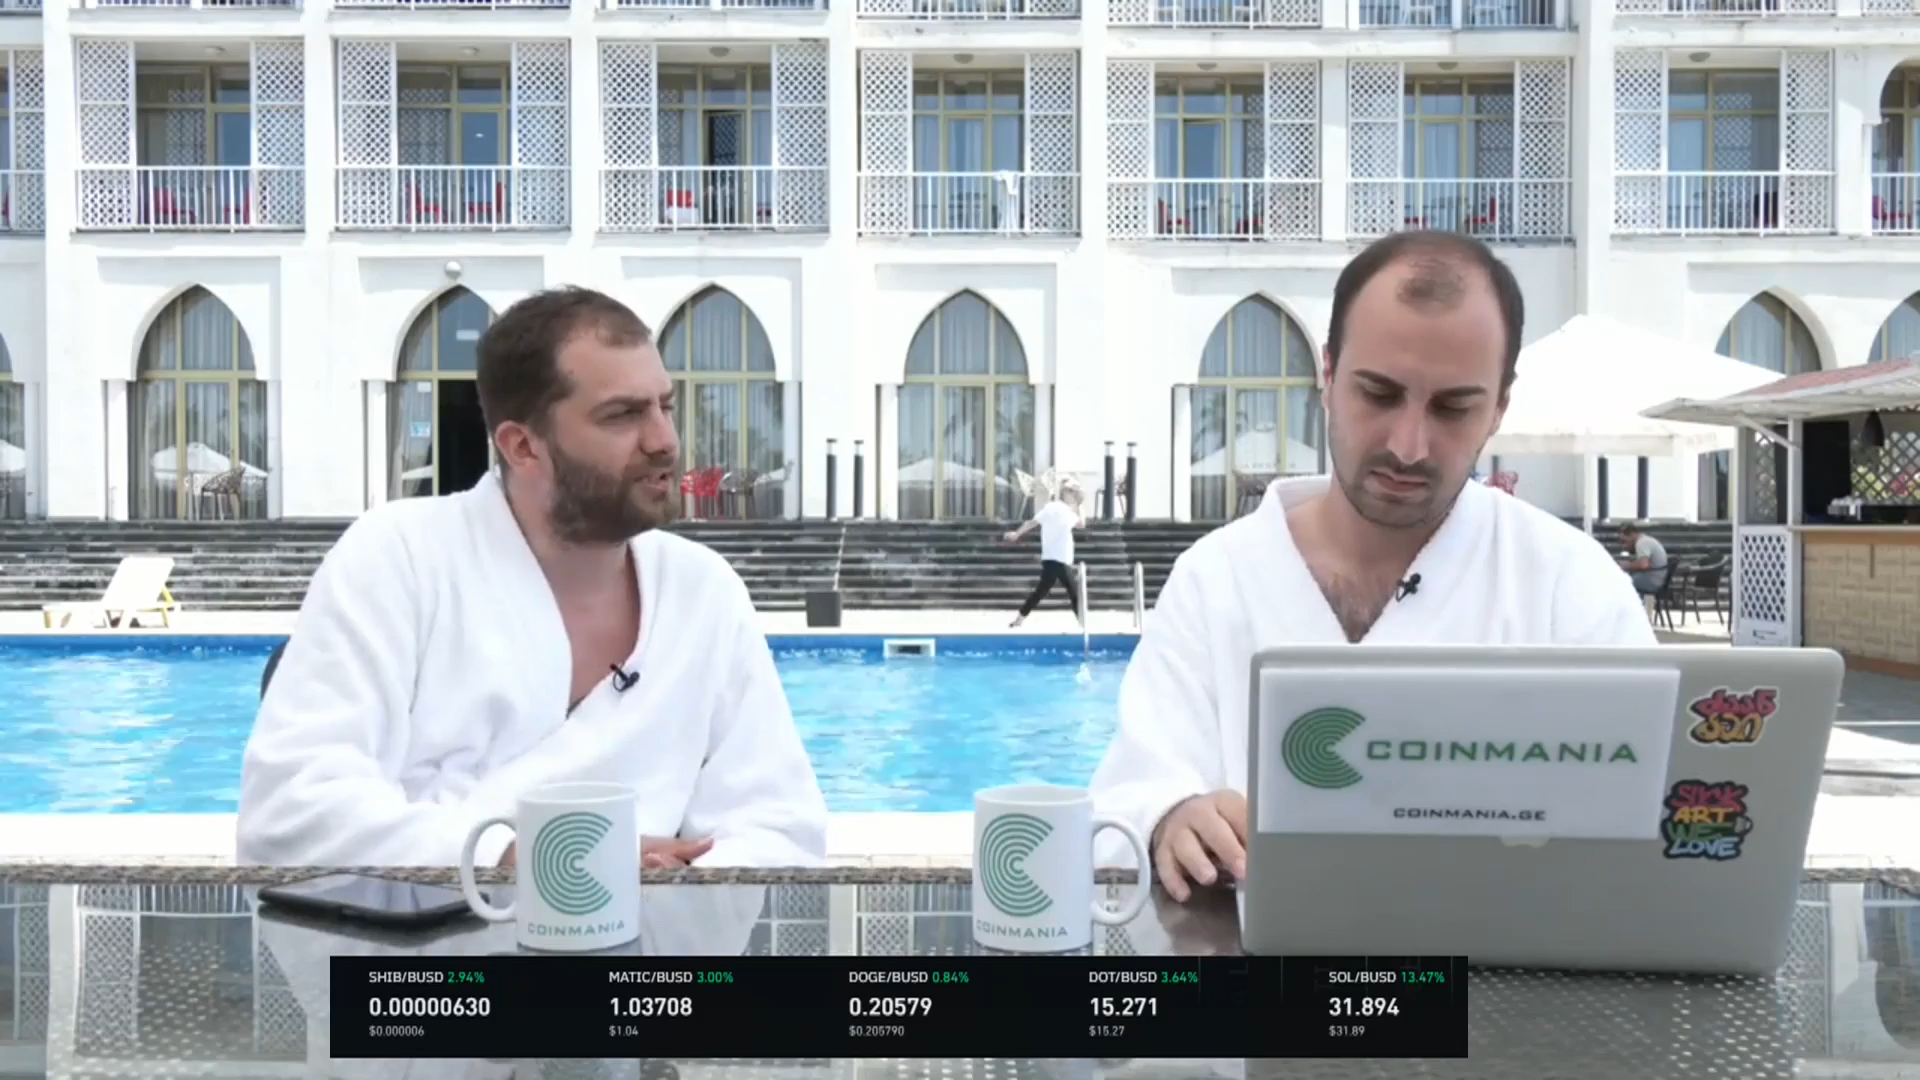 COINMANIA
COINMANIA.GE
SICK
ART
WE
LOVE
COINMANIA
COINMANIA
SHIB/BUSD 2.94%
0.00000630
$0.000006
MATIC/BUSD 3.00%
1.03708
$1.04
DOGE/BUSD 0.84%
0.20579
$0.205790
DOT/BUSD 3.64%
15.271
$15.27
SOL/BUSD 13.47%
31.894
$31.89